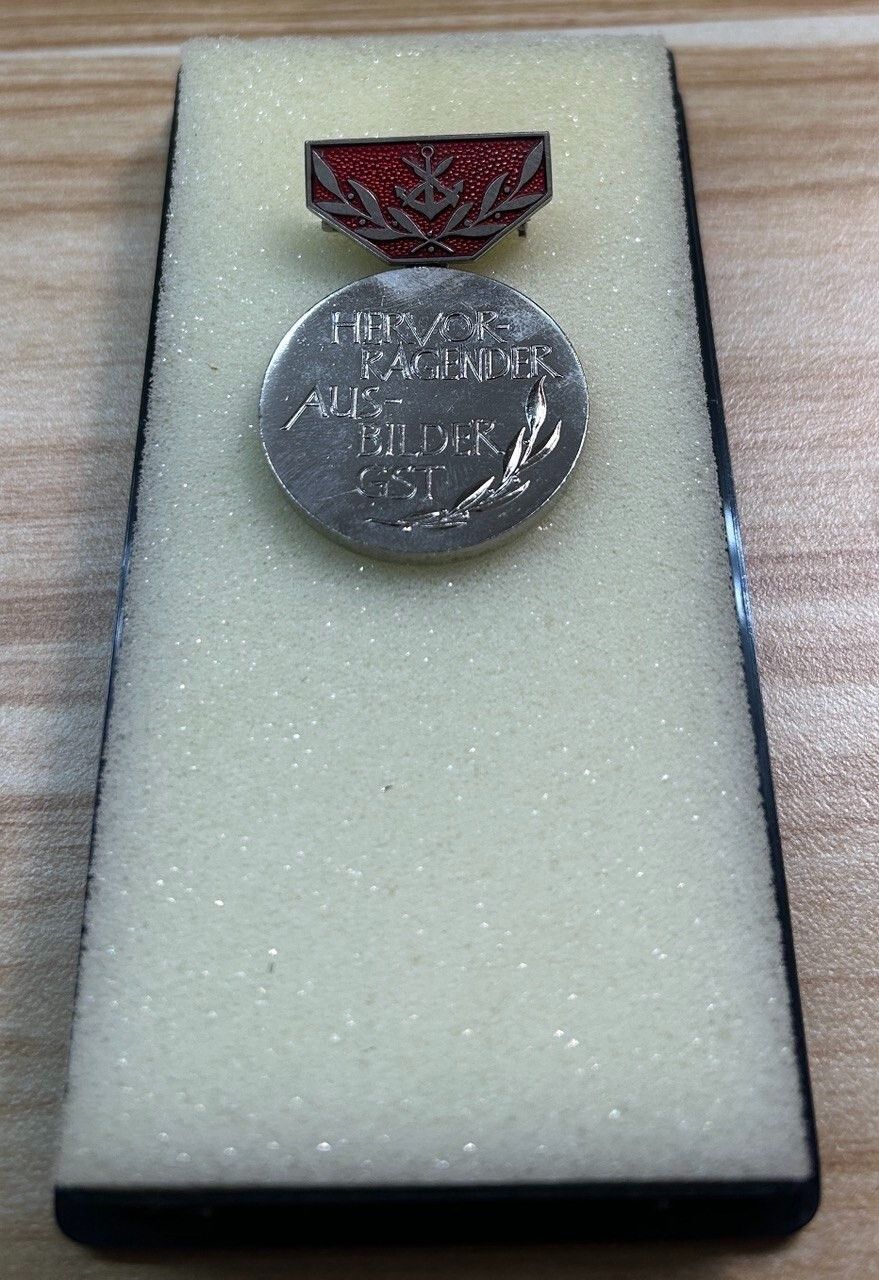 HERVOR-
RAGENDER
AUS-
BILDER
GST